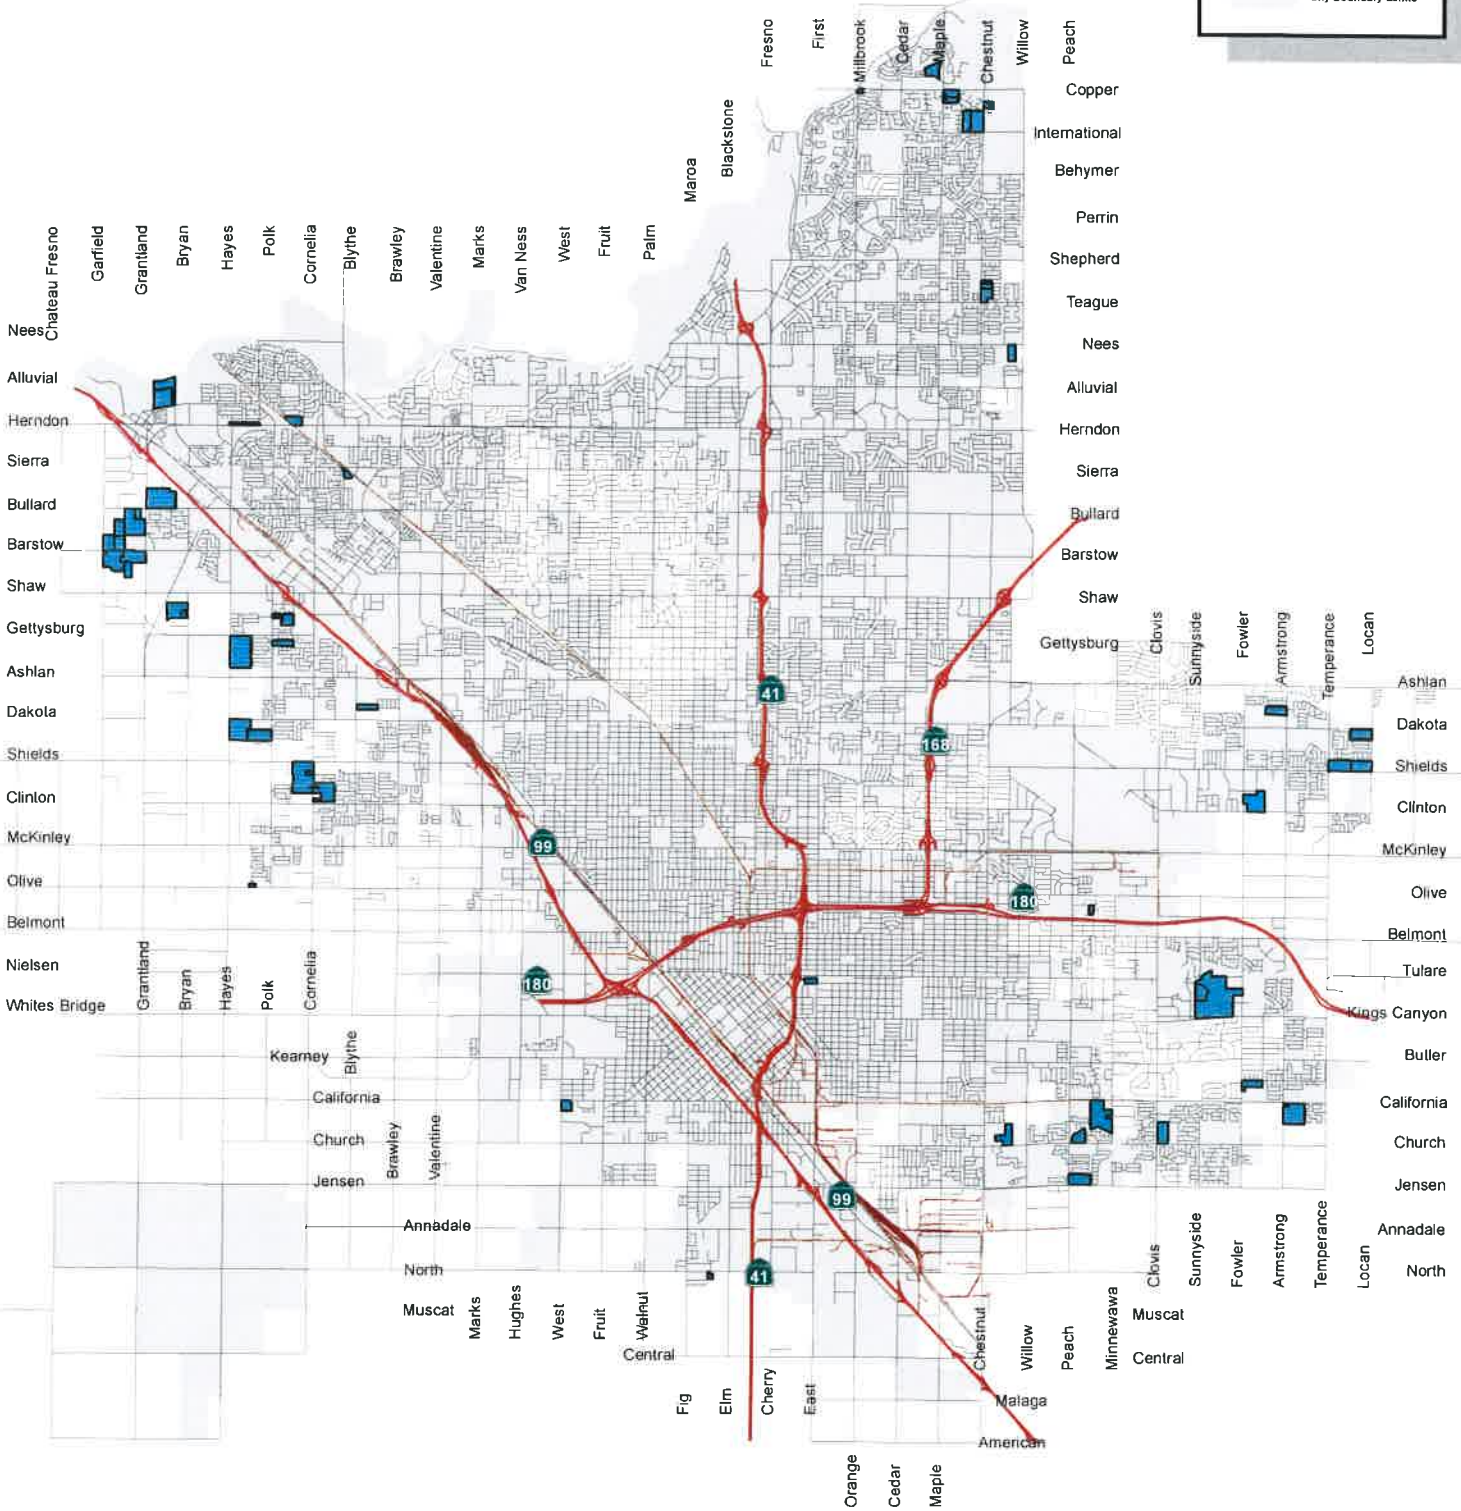 Fresno
First
Millbrook
Cedar
Maple
Chestnut
Willow
Peach
Copper
International
Behymer
Perrin
Shepherd
Teague
Nees
Alluvial
Herndon
Sierra
Bullard
Barstow
Shaw
Gettysburg
Maroa
Blackstone
Chateau Fresno
Garfield
Grantland
Bryan
Hayes
Polk
Cornelia
Blythe
Brawley
Valentine
Marks
Van Ness
West
Fruit
Palm
Nees
Alluvial
Herndon
Sierra
Bullard
Barstow
Shaw
Gettysburg
Ashlan
Dakota
Shields
Clinton
McKinley
Olive
Belmont
Nielsen
Whites Bridge
Clovis
Sunnyside
Fowler
Armstrong
Temperance
Locan
Ashlan
Dakota
Shields
Clinton
McKinley
Olive
Belmont
Tulare
Kings Canyon
Butler
California
Church
Jensen
Annadale
North
41
168
99
180
180
99
41
Grantland
Bryan
Hayes
Polk
Cornelia
Kearney
Blythe
California
Church
Brawley
Valentine
Jensen
Annadale
North
Muscat
Marks
Hughes
West
Fruit
Walnut
Central
Fig
Elm
Cherry
East
Orange
Cedar
Maple
Chestnut
Willow
Peach
Minnewawa
Muscat
Central
Malaga
American
Clovis
Sunnyside
Fowler
Armstrong
Temperance
Locan